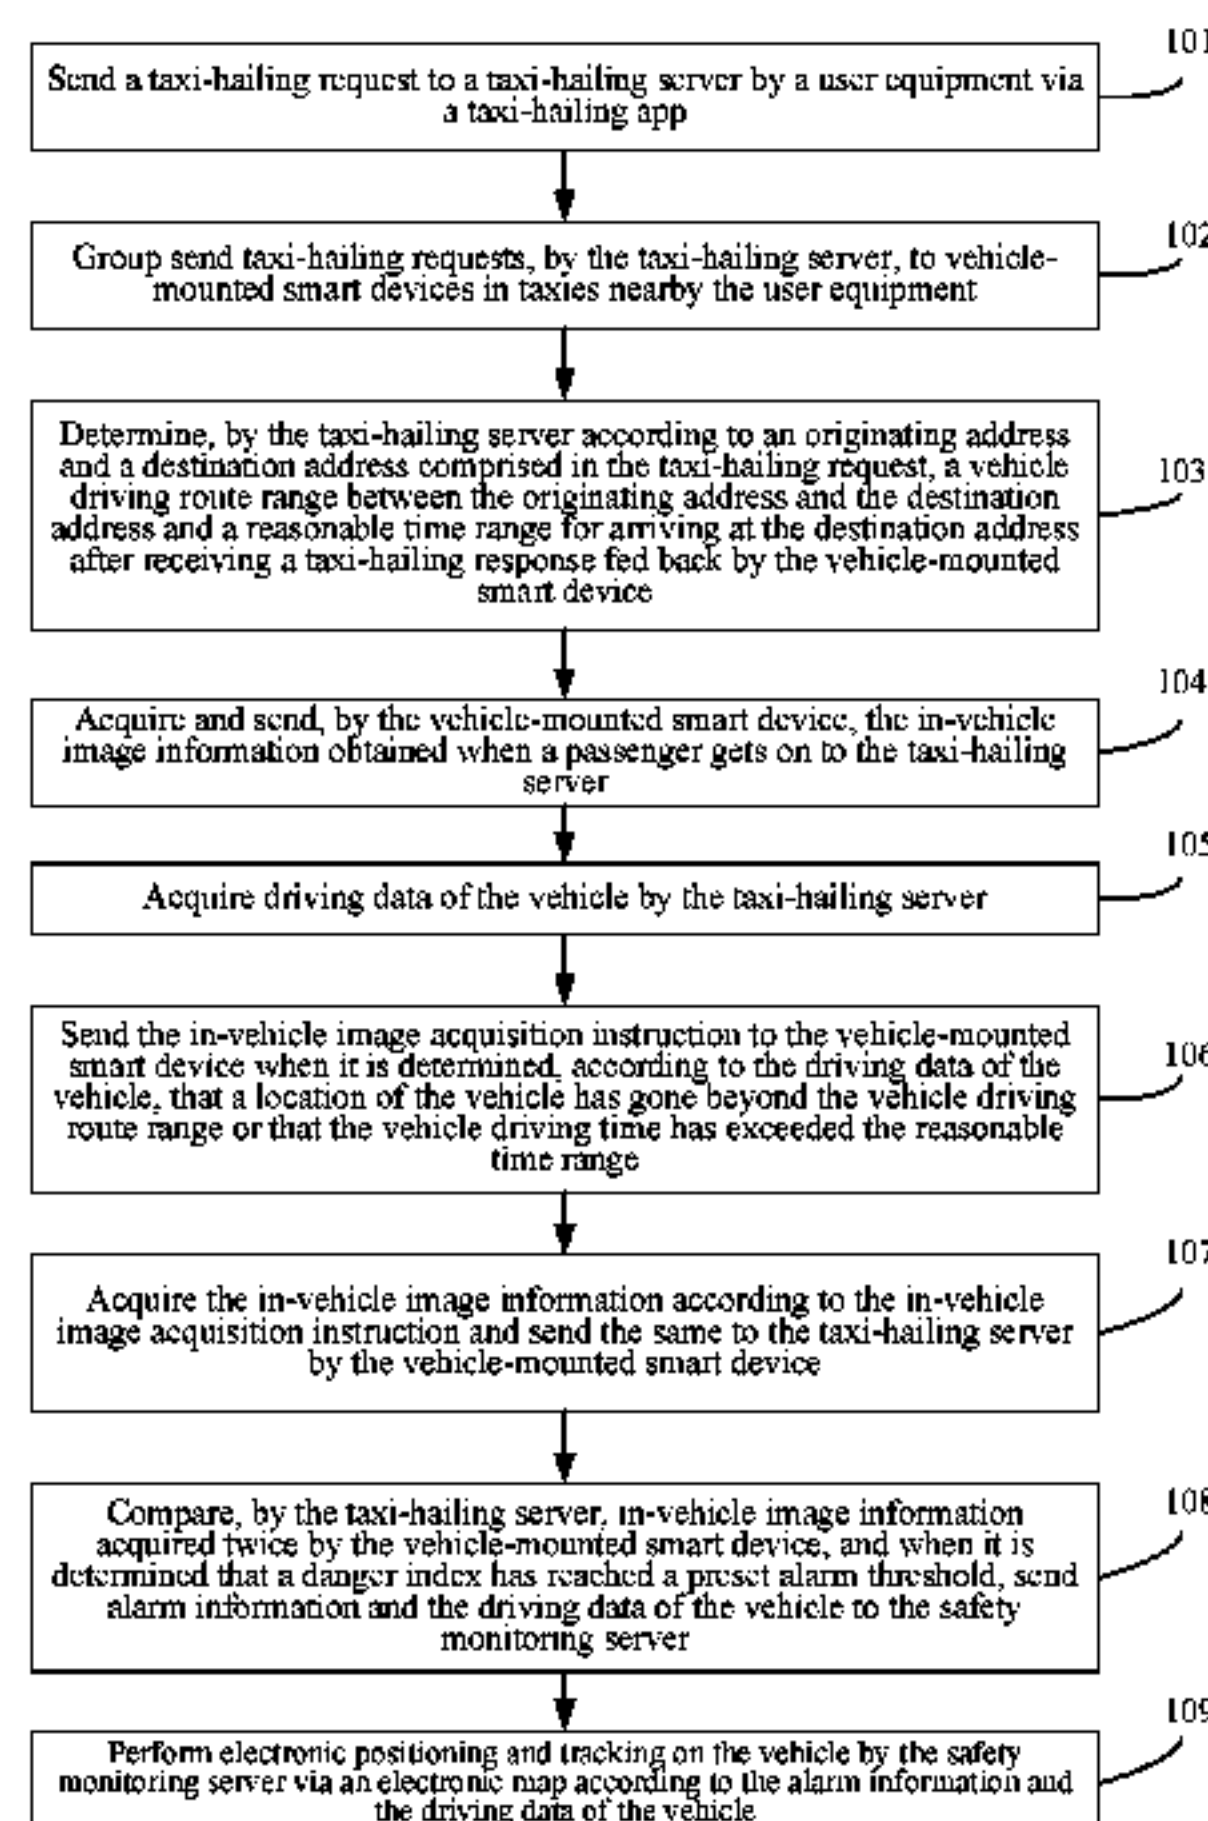 101
Send a taxi-hailing request to a taxi-hailing server by a user equipment via
a taxi-hailing app
102
Group send taxi-hailing requests, by the taxi-hailing server, to vehicle-
mounted smart devices in taxies nearby the user equipment
Determine, by the taxi-hailing server according to an originating address
and a destination address comprised in the taxi-hailing request, a vehicle
103
driving route range between the originating address and the destination
address and a reasonable time range for arriving at the destination address
after receiving a taxi-hailing response fed back by the vehicle-mounted
smart device
104
Acquire and send, by the vehicle-mounted smart device, the in-vehicle
image information obtained when a passenger gets on to the taxi-hailing
server
105
Acquire driving data of the vehicle by the taxi-hailing server
Send the in-vehicle image acquisition instruction to the vehicle-mounted
106
smart device when it is determined, according to the driving data of the
vehicle, that a location of the vehicle has gone beyond the vehicle driving
route range or that the vehicle driving time has exceeded the reasonable
time range
107
Acquire the in-vehicle image information according to the in-vehicle
image acquisition instruction and send the same to the taxi-hailing server
by the vehicle-mounted smart device
108
Compare, by the taxi-hailing server, in-vehicle image information
acquired twice by the vehicle-mounted smart device, and when it is
determined that a danger index has reached a preset alarm threshold, send
alarm information and the driving data of the vehicle to the safety
monitoring server
109
Perform electronic positioning and tracking on the vehicle by the safety
monitoring server via an electronic map according to the alarm information and
the driving data of the vehicle